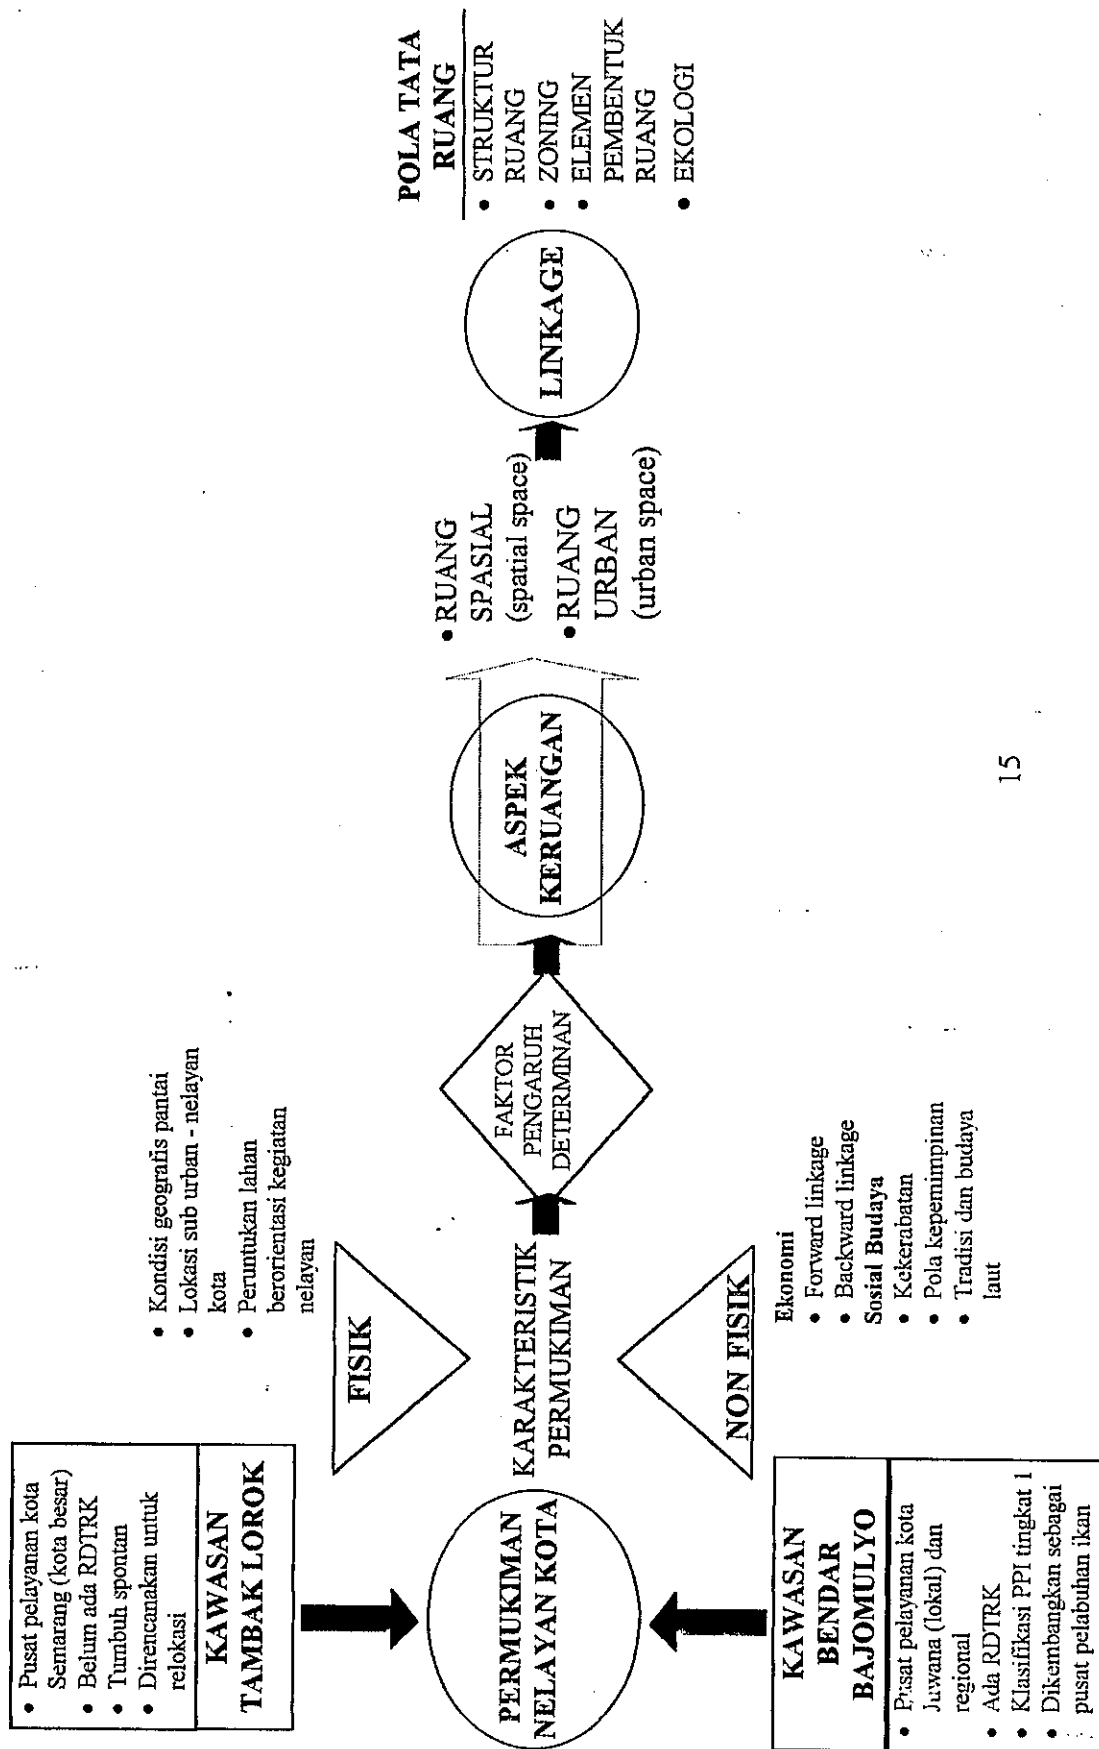 • Pusat pelayanan kota
Semarang (kota besar)
• Belum ada RDTRK
• Tumbuh spontan
• Direncanakan untuk
relokasi
KAWASAN
TAMBAK LOROK
PERMUKIMAN
NELAYAN KOTA
KAWASAN
BENDAR
BAJOMULYO
• Pusat pelayanan kota
Juwana (lokal) dan
regional
• Ada RDTRK
• Klasifikasi PPI tingkat 1
• Dikembangkan sebagai
pusat pelabuhan ikan
• Kondisi geografis pantai
• Lokasi sub urban - nelayan
kota
• Peruntukan lahan
berorientasi kegiatan
nelayan
FISIK
KARAKTERISTIK
PERMUKIMAN
NON FISIK
Ekonomi
• Forward linkage
• Backward linkage
Sosial Budaya
• Kekerabatan
• Pola kepemimpinan
• Tradisi dan budaya
laut
FAKTOR
PENGARUH
DETERMINAN
ASPEK
KERUANGAN
• RUANG
SPASIAL
(spatial space)
• RUANG
URBAN
(urban space)
LINKAGE
POLA TATA
RUANG
• STRUKTUR
RUANG
• ZONING
• ELEMEN
PEMBENTUK
RUANG
• EKOLOGI
15